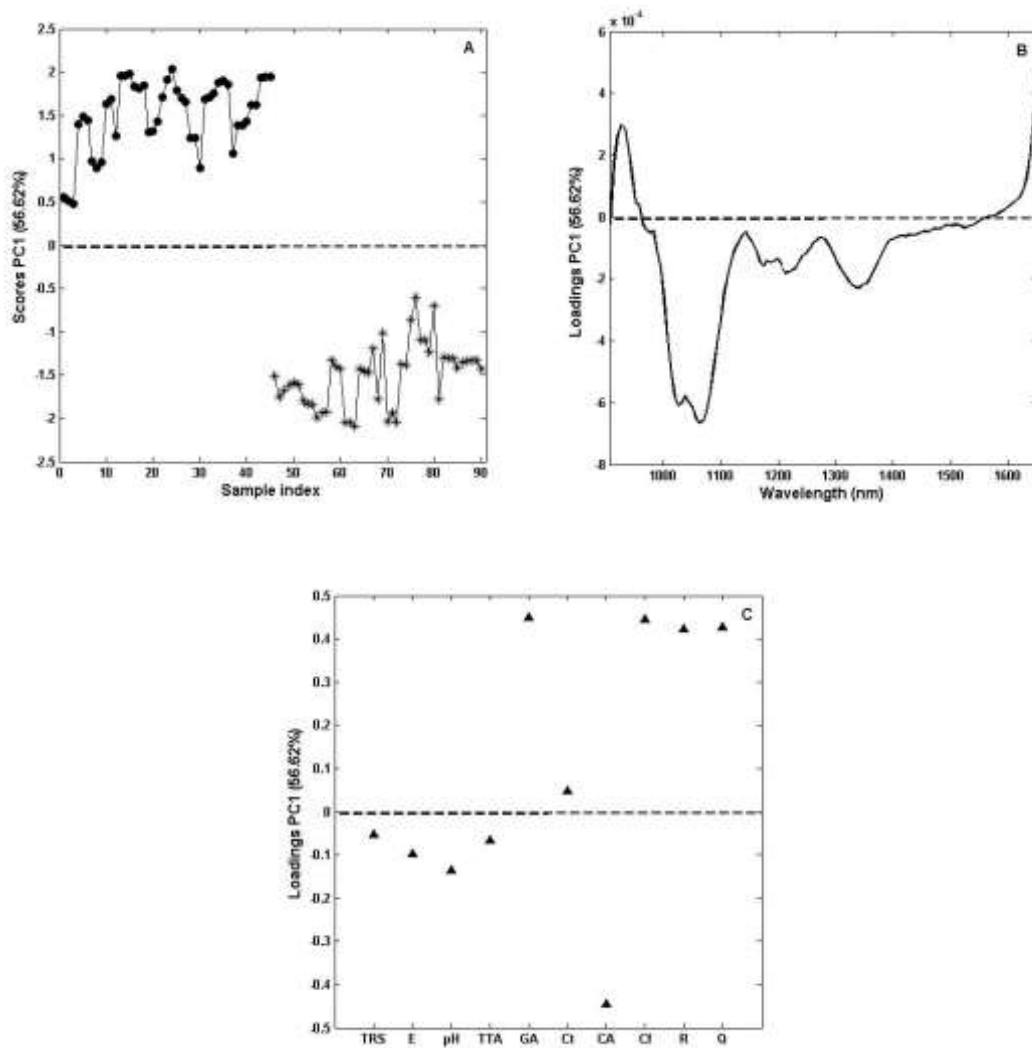 A
2.5
2
1.5
1
0.5
0
-0.5
-1
-1.5
-2
-2.5
Scores PC1 (56.62%)
0 10 20 30 40 50 60 70 80 90
Sample index
B
x 10
6
4
2
0
-2
-4
-6
-8
Loadings PC1 (56.62%)
1000 1100 1200 1300 1400 1500 1600
Wavelength (nm)
C
0.5
0.4
0.3
0.2
0.1
0
-0.1
-0.2
-0.3
-0.4
-0.5
Loadings PC1 (56.62%)
TRS E pH TTA GA Ct CA Cf R Q